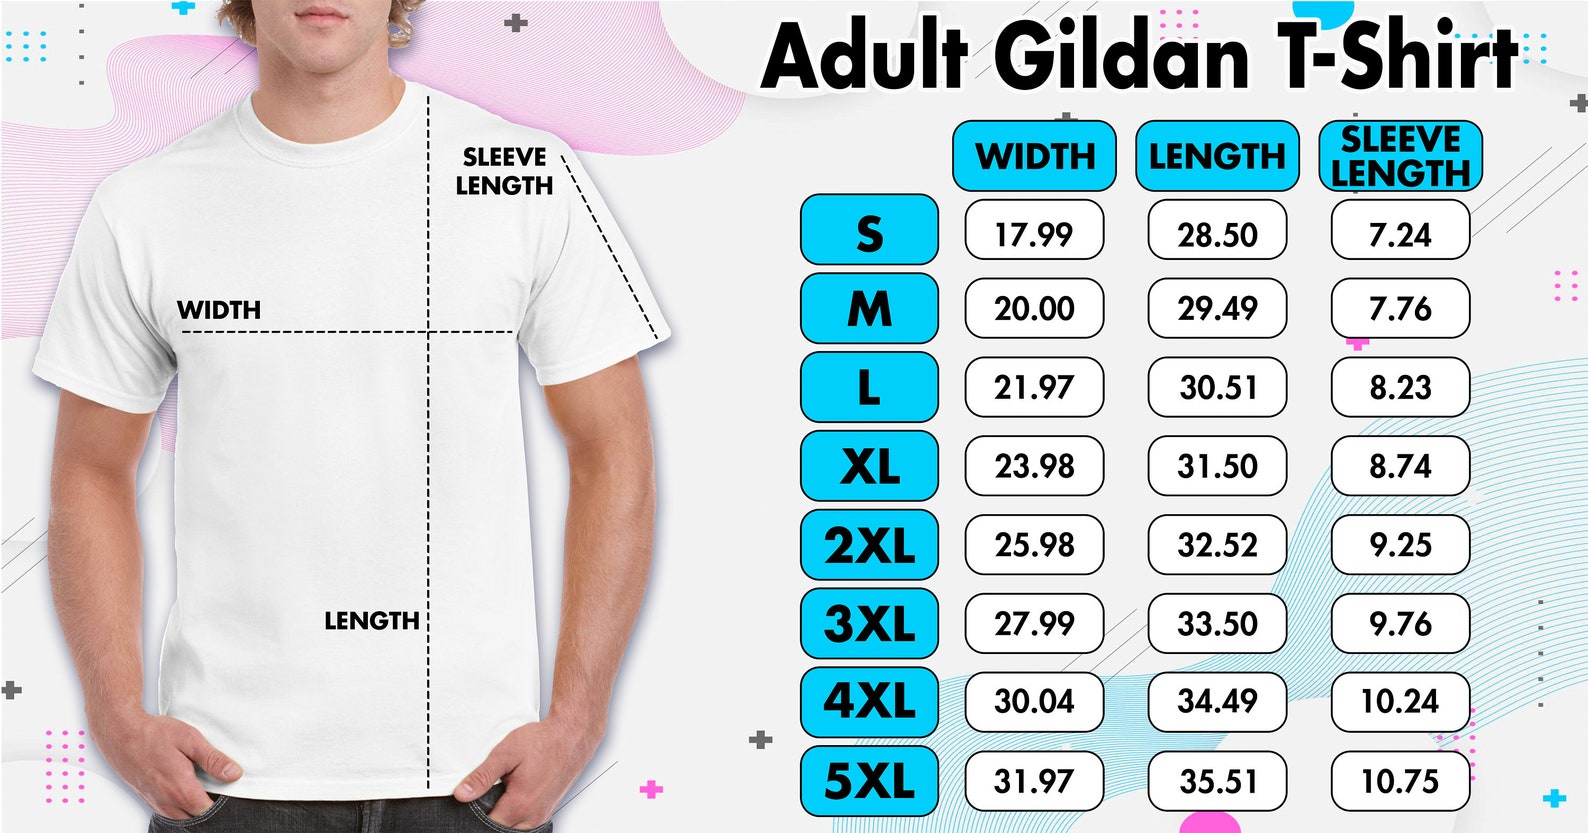 Adult Gildan T-Shirt
SLEEVE
LENGTH
WIDTH
LENGTH
WIDTH LENGTH SLEEVE
LENGTH
S 17.99 28.50 7.24
M 20.00 29.49 7.76
L 21.97 30.51 8.23
XL 23.98 31.50 8.74
2XL 25.98 32.52 9.25
3XL 27.99 33.50 9.76
4XL 30.04 34.49 10.24
5XL 31.97 35.51 10.75